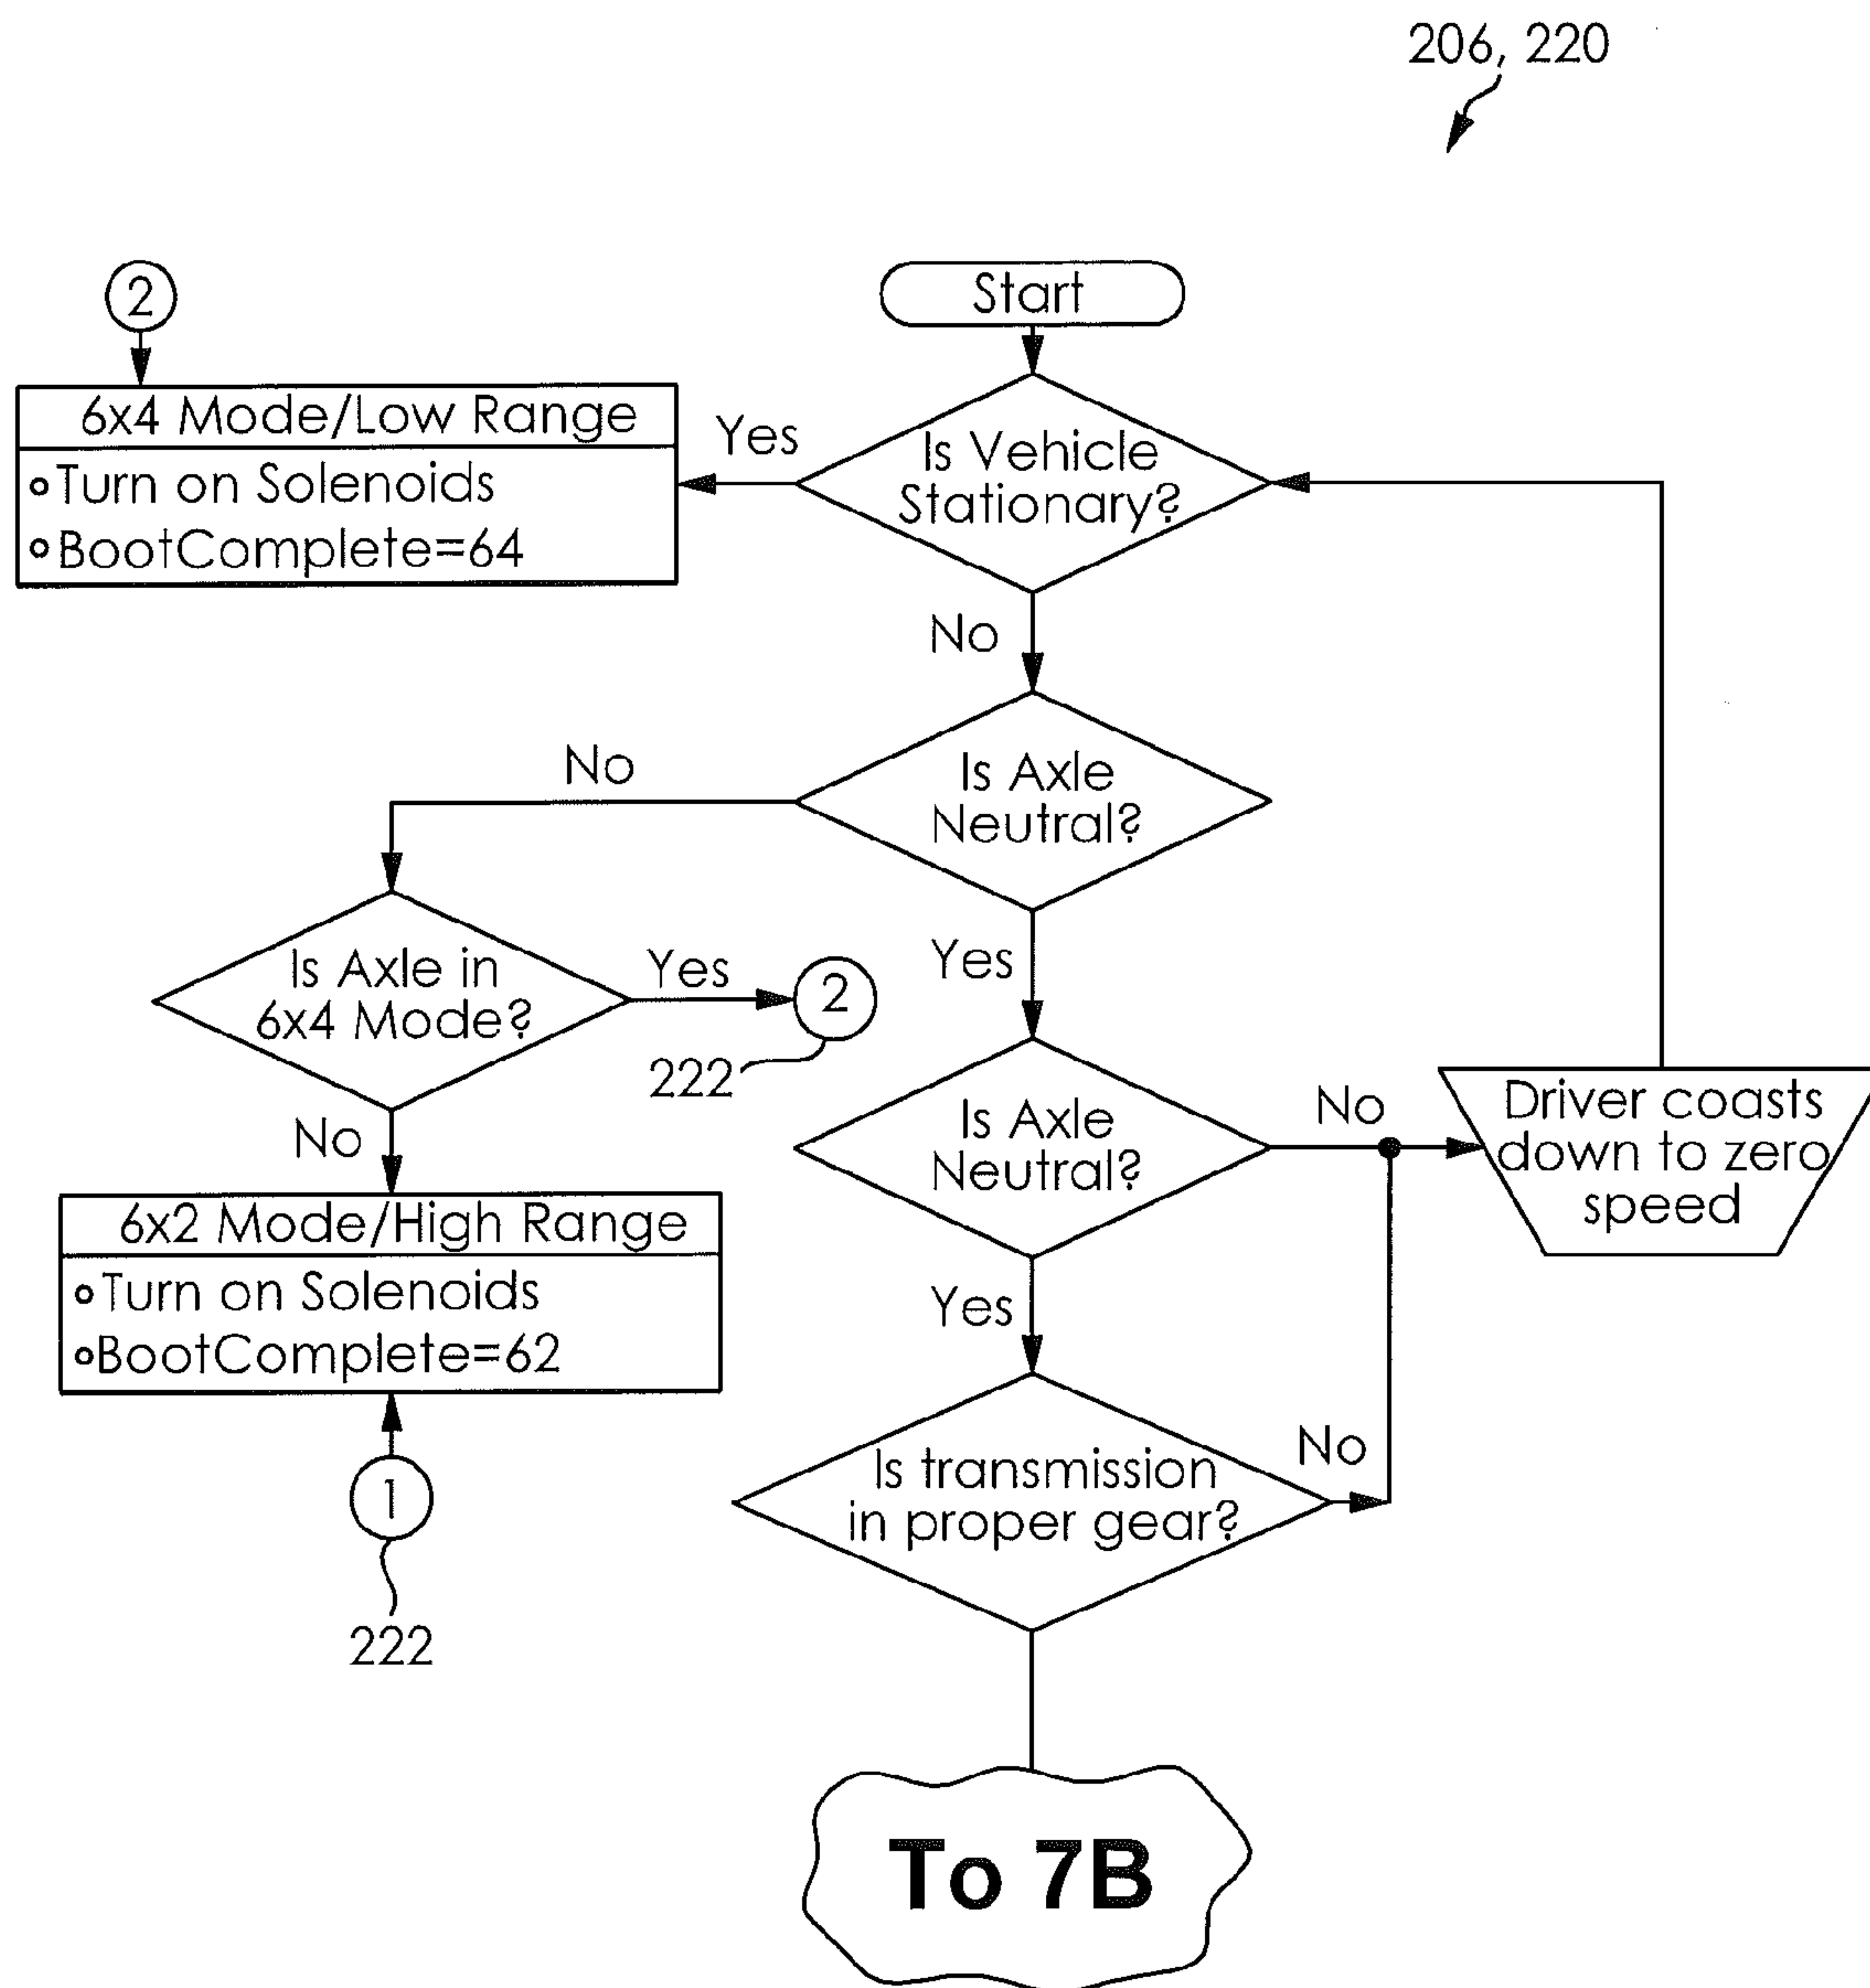 206, 220
2
Start
6x4 Mode/Low Range
∘Turn on Solenoids
∘BootComplete=64
Yes
Is Vehicle
Stationary?
No
No
Is Axle
Neutral?
Is Axle in
6x4 Mode?
Yes
2
222
Yes
No
Is Axle
Neutral?
No
Driver coasts
down to zero
speed
6x2 Mode/High Range
∘Turn on Solenoids
∘BootComplete=62
Yes
1
222
Is transmission
in proper gear?
No
To 7B